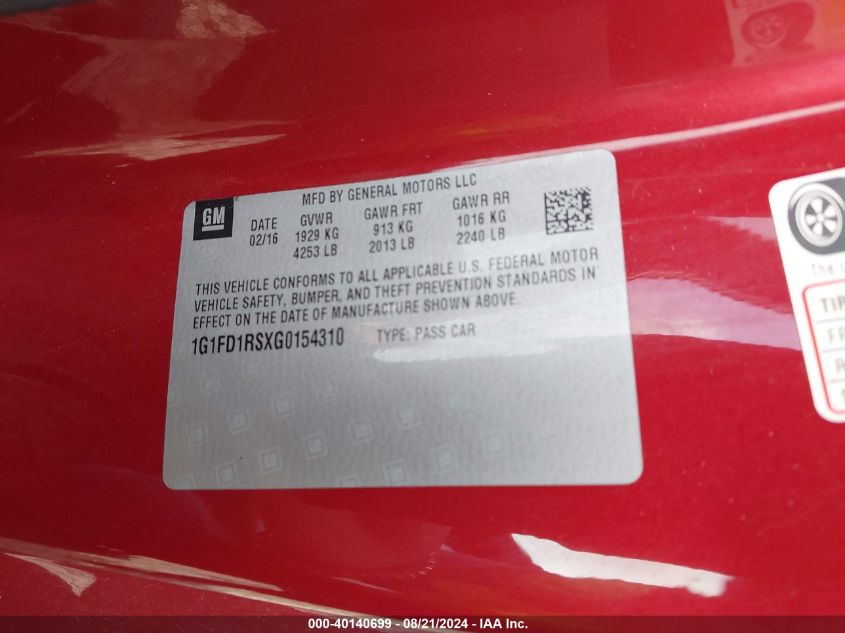 MFD BY GENERAL MOTORS LLC
GM
DATE GVWR GAWR FRT GAWR RR
02/16 1929 KG 913 KG 1016 KG
4253 LB 2013 LB 2240 LB
THIS VEHICLE CONFORMS TO ALL APPLICABLE U.S. FEDERAL MOTOR
VEHICLE SAFETY, BUMPER, AND THEFT PREVENTION STANDARDS IN
EFFECT ON THE DATE OF MANUFACTURE SHOWN ABOVE.
1G1FD1RSXG0154310 TYPE: PASS CAR
000-40140699 - 08/21/2024 - IAA Inc.